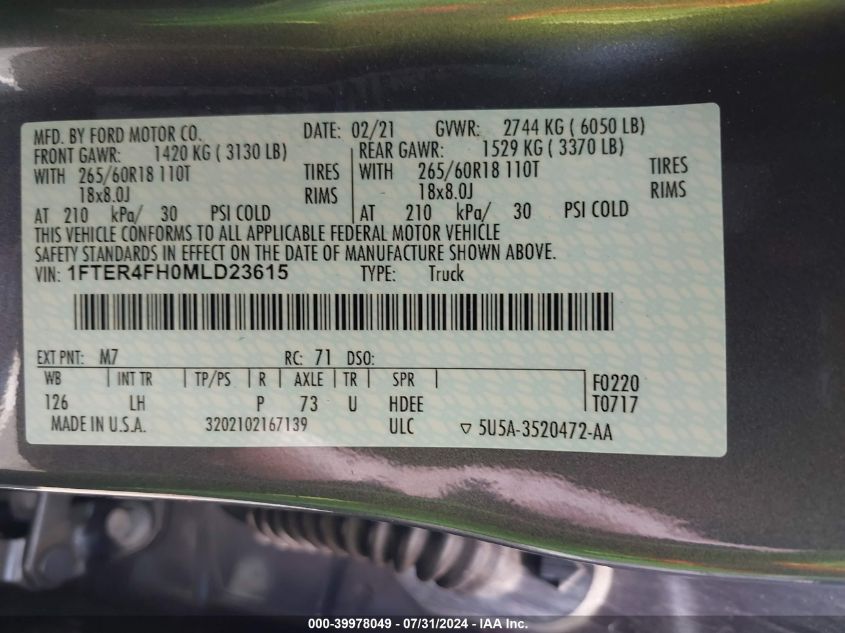 MFD. BY FORD MOTOR CO. DATE: 02/21 GVWR: 2744 KG ( 6050 LB)
FRONT GAWR: 1420 KG ( 3130 LB) REAR GAWR: 1529 KG ( 3370 LB)
WITH 265/60R18 110T TIRES WITH 265/60R18 110T TIRES
18x8.0J RIMS 18x8.0J RIMS
AT 210 kPa/ 30 PSI COLD AT 210 kPa/ 30 PSI COLD
THIS VEHICLE CONFORMS TO ALL APPLICABLE FEDERAL MOTOR VEHICLE
SAFETY STANDARDS IN EFFECT ON THE DATE OF MANUFACTURE SHOWN ABOVE.
VIN: 1FTER4FH0MLD23615 TYPE: Truck
EXT PNT: M7 RC: 71 DSO:
WB INT TR TP/PS R AXLE TR SPR F0220
126 LH P 73 U HDEE T0717
MADE IN U.S.A. 3202102167139 ULC ▽ 5U5A-3520472-AA
000-39978049 - 07/31/2024 - IAA Inc.